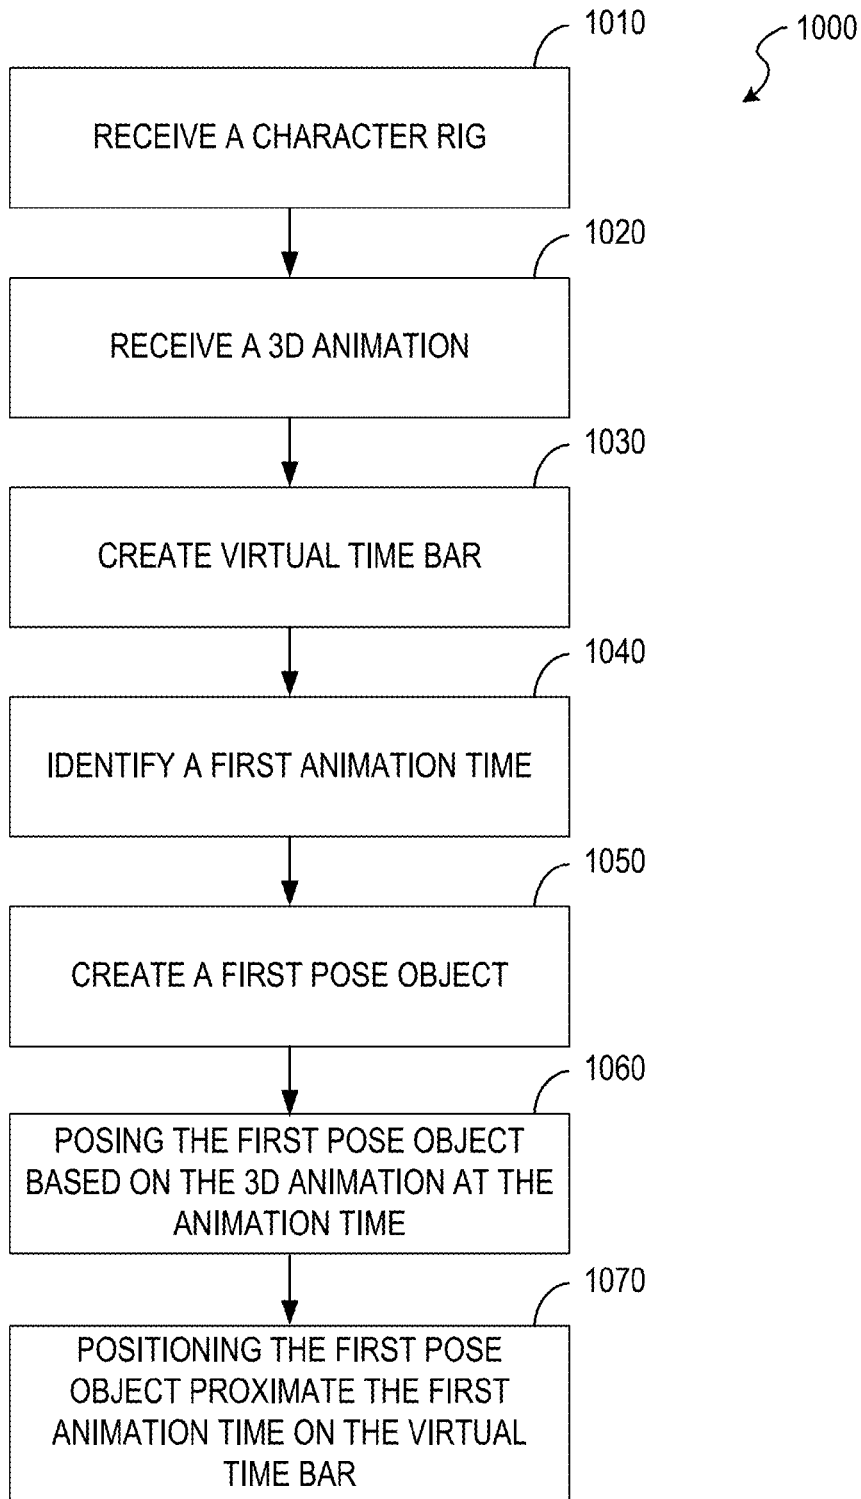 1010
1000
RECEIVE A CHARACTER RIG
1020
RECEIVE A 3D ANIMATION
1030
CREATE VIRTUAL TIME BAR
1040
IDENTIFY A FIRST ANIMATION TIME
1050
CREATE A FIRST POSE OBJECT
1060
POSING THE FIRST POSE OBJECT
BASED ON THE 3D ANIMATION AT THE
ANIMATION TIME
1070
POSITIONING THE FIRST POSE
OBJECT PROXIMATE THE FIRST
ANIMATION TIME ON THE VIRTUAL
TIME BAR